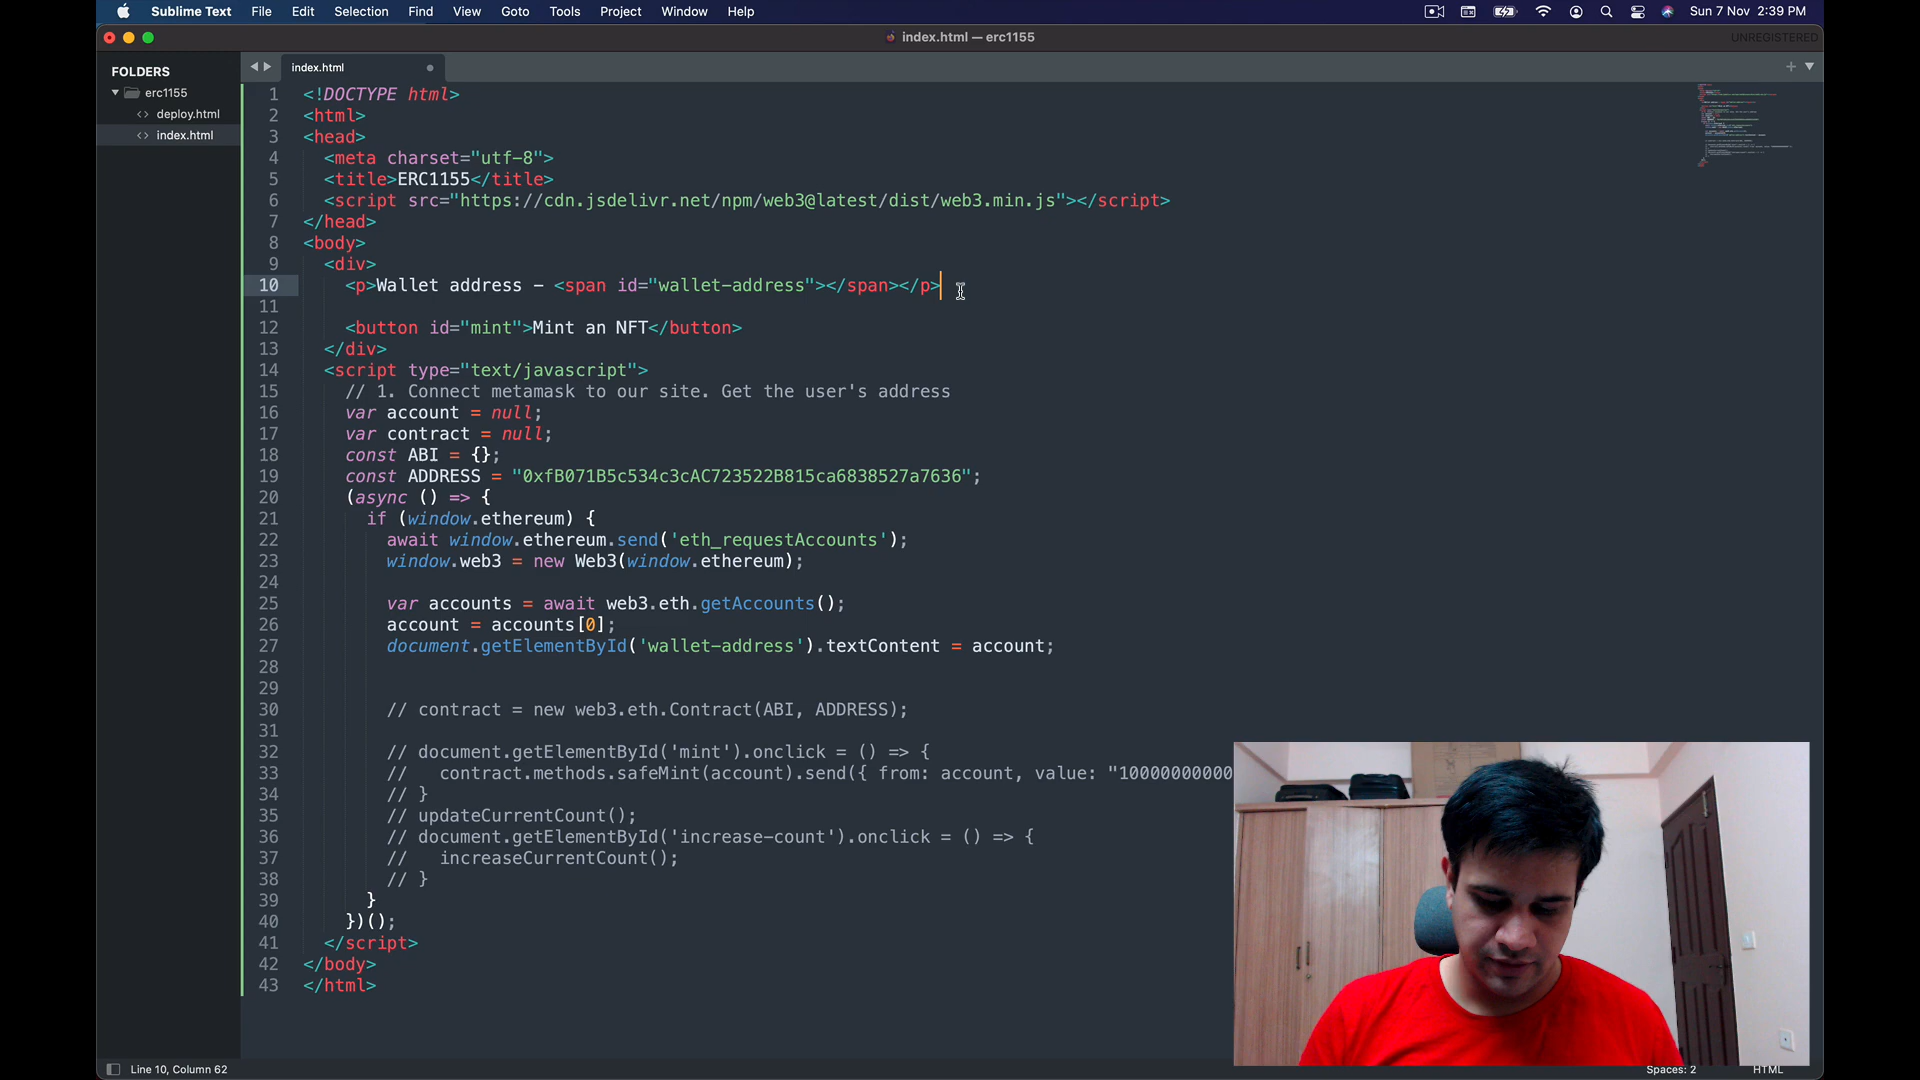 Sublime Text File Edit Selection Find View Goto Tools Project Window Help Sun 7 Nov 2:39 PM
index.html — erc1155 UNREGISTERED
FOLDERS
erc1155
<> deploy.html
<> index.html
index.html
1 <!DOCTYPE html>
2 <html>
3 <head>
4 <meta charset="utf-8">
5 <title>ERC1155</title>
6 <script src="https://cdn.jsdelivr.net/npm/web3@latest/dist/web3.min.js"></script>
7 </head>
8 <body>
9 <div>
10 <p>Wallet address - <span id="wallet-address"></span></p>
11
12 <button id="mint">Mint an NFT</button>
13 </div>
14 <script type="text/javascript">
15 // 1. Connect metamask to our site. Get the user's address
16 var account = null;
17 var contract = null;
18 const ABI = {};
19 const ADDRESS = "0xfB071B5c534c3cAC723522B815ca6838527a7636";
20 (async () => {
21 if (window.ethereum) {
22 await window.ethereum.send('eth_requestAccounts');
23 window.web3 = new Web3(window.ethereum);
24
25 var accounts = await web3.eth.getAccounts();
26 account = accounts[0];
27 document.getElementById('wallet-address').textContent = account;
28
29
30 // contract = new web3.eth.Contract(ABI, ADDRESS);
31
32 // document.getElementById('mint').onclick = () => {
33 // contract.methods.safeMint(account).send({ from: account, value: "10000000000
34 // }
35 // updateCurrentCount();
36 // document.getElementById('increase-count').onclick = () => {
37 // increaseCurrentCount();
38 // }
39 }
40 })();
41 </script>
42 </body>
43 </html>
Line 10, Column 62 Spaces: 2 HTML